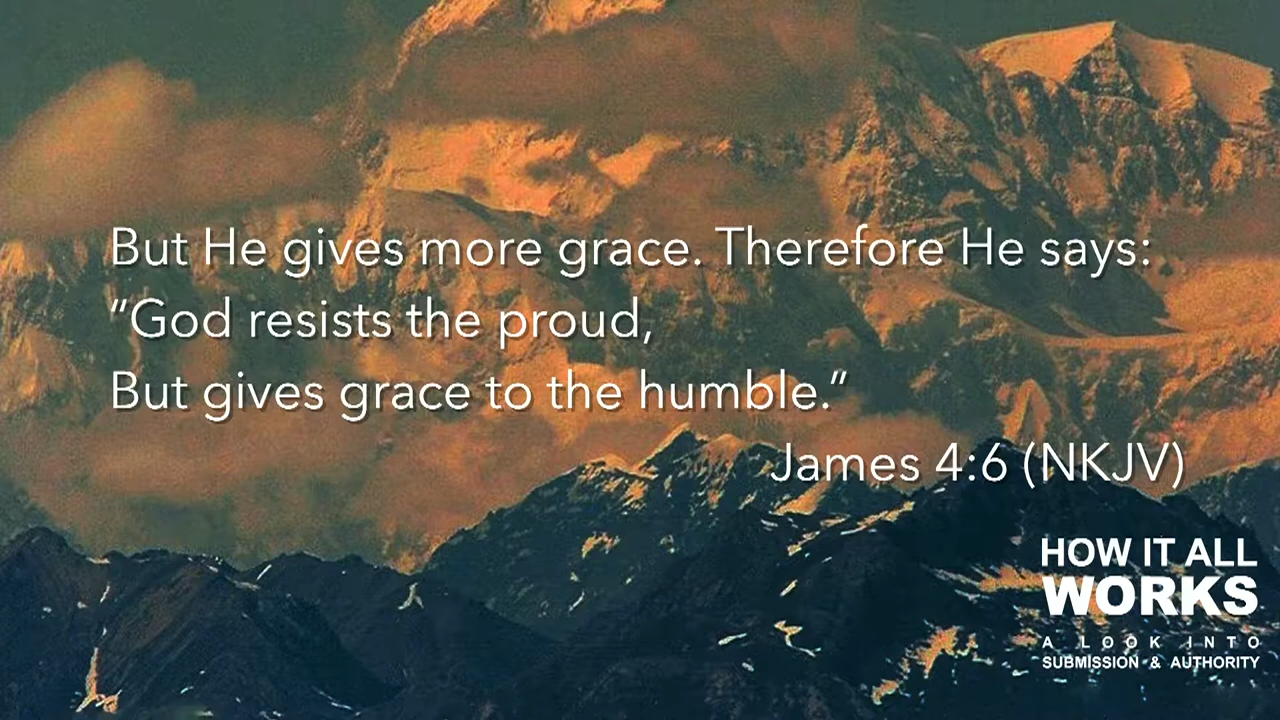 But He gives more grace. Therefore He says:
“God resists the proud,
But gives grace to the humble.”
James 4:6 (NKJV)
HOW IT ALL
WORKS
A LOOK INTO
SUBMISSION & AUTHORITY